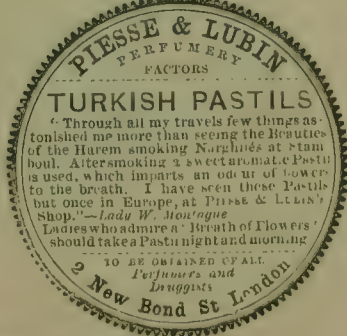 PIESSE & LUBIN
PERFUMERY
FACTORS
TURKISH PASTILS
"Through all my travels few things as-
tonished me more than seeing the Beauties
of the Harem smoking Narghilés at Stam
boul. After smoking a sweet aromatic Pastil
is used, which imparts an odour of flowers
to the breath. I have seen these Pastils
but once in Europe, at PIESSE & LUBIN'S
Shop."—Lady W. Montague
Ladies who admire a 'Breath of Flowers'
should take a Pastil night and morning
TO BE OBTAINED OF ALL
Perfumers and
Druggists
2 New Bond St London